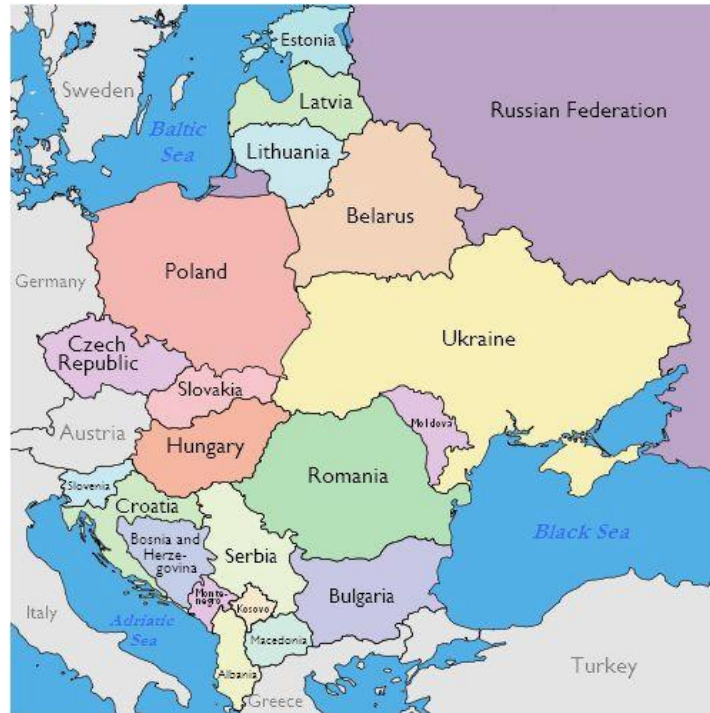 Estonia
Sweden
Latvia
Russian Federation
Baltic
Sea
Lithuania
Belarus
Poland
Germany
Ukraine
Czech
Republic
Slovakia
Moldova
Austria
Hungary
Romania
Slovenia
Croatia
Bosnia and
Herze-
govina
Serbia
Black Sea
Monte-
negro
Kosovo
Bulgaria
Italy
Adriatic
Sea
Macedonia
Albania
Turkey
Greece